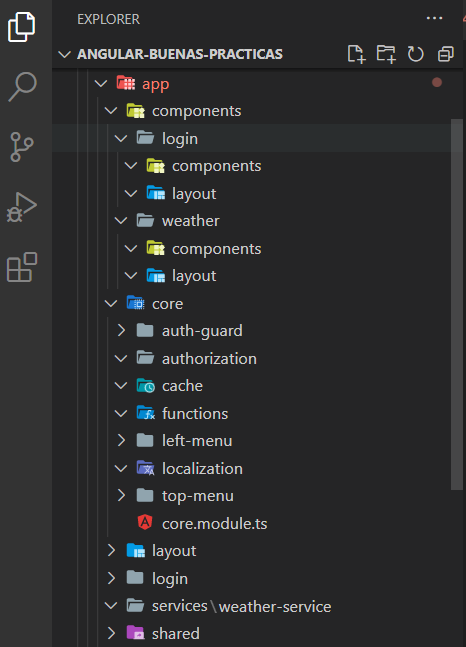 EXPLORER
ANGULAR-BUENAS-PRACTICAS
app
components
login
components
layout
weather
components
layout
core
auth-guard
authorization
cache
functions
left-menu
localization
top-menu
core.module.ts
layout
login
services\weather-service
shared